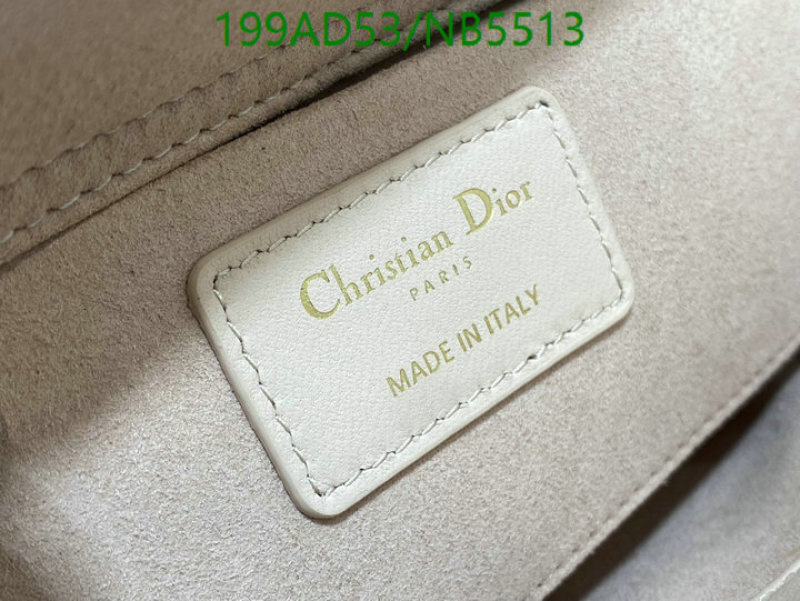 199AD53/NB5513
Christian Dior
PARIS
MADE IN ITALY